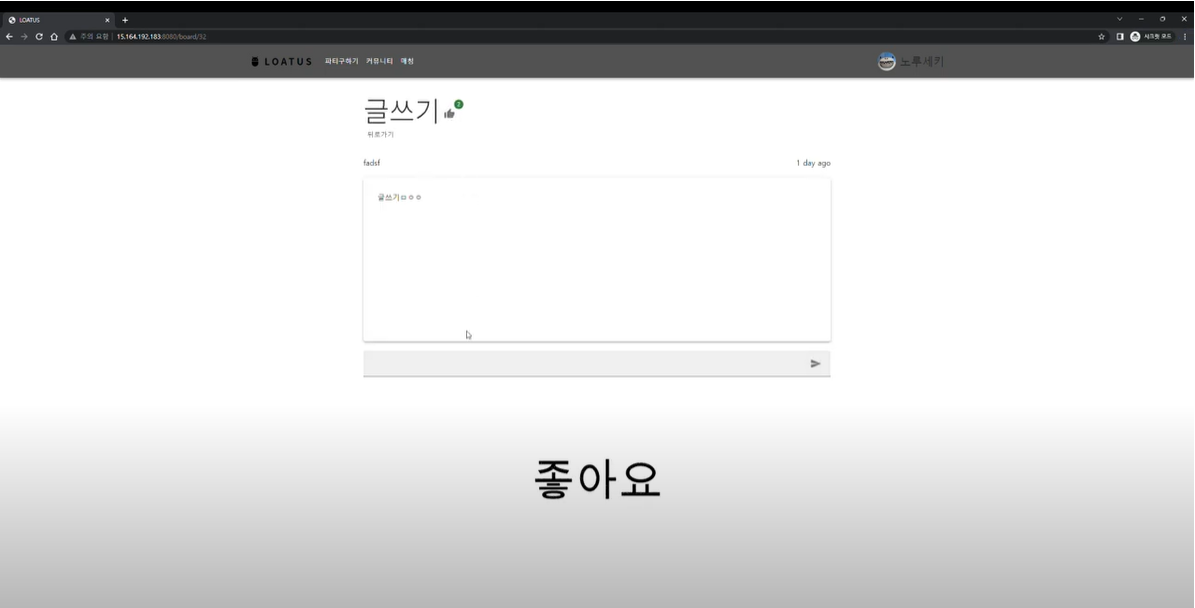 LOATUS
주의 요함 15.164.192.183:8080/board/32
시크릿 모드
LOATUS 파티구하기 커뮤니티 매칭
노루세키
글쓰기 7
뒤로가기
fadsf
1 day ago
글쓰기ㅁㅇㅇ
좋아요